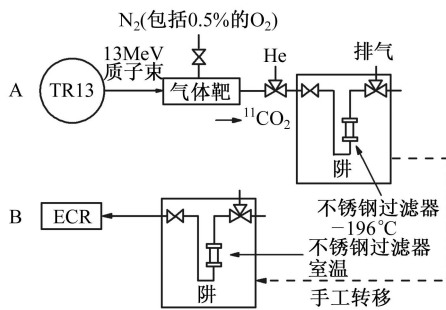 N₂(包括0.5%的O₂)
13MeV
质子束
He
排气
A
TR13
气体靶
¹¹CO₂
阱
不锈钢过滤器
−196℃
B
ECR
不锈钢过滤器
室温
阱
手工转移